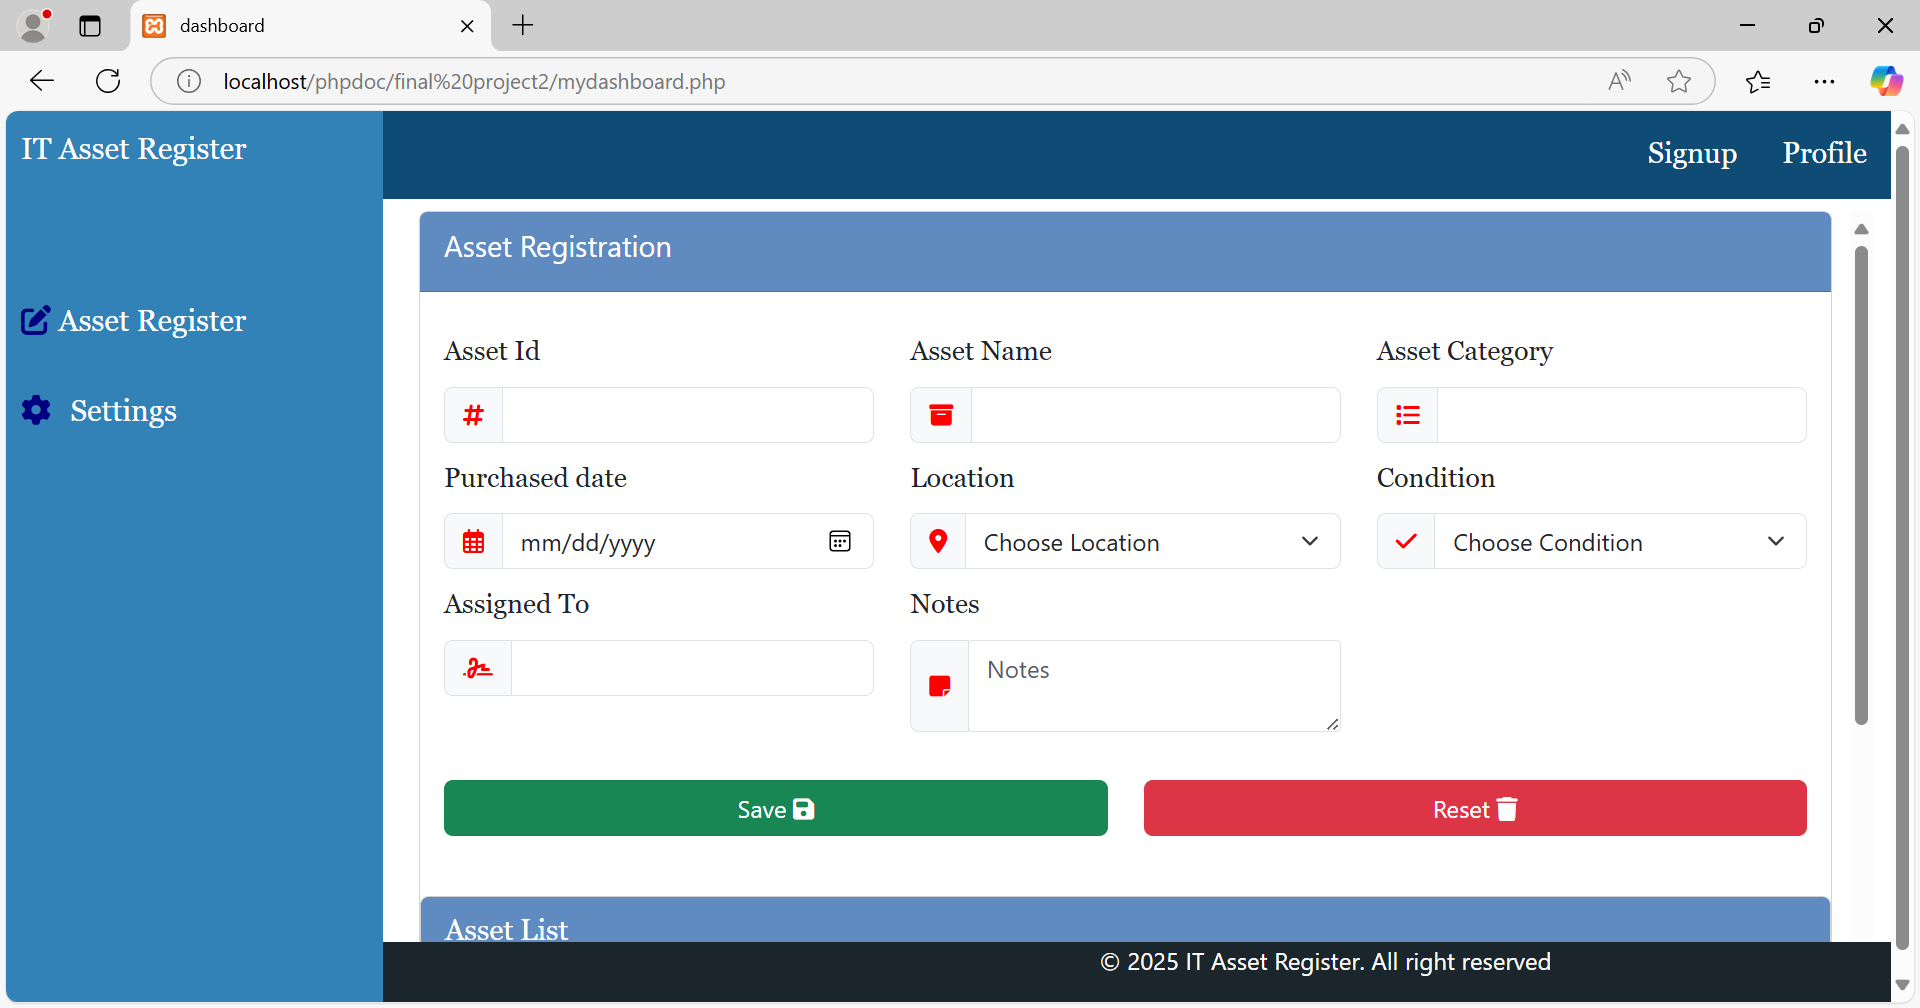 dashboard
localhost/phpdoc/final%20project2/mydashboard.php
IT Asset Register
Signup Profile
Asset Register
Settings
Asset Registration
Asset Id Asset Name Asset Category
Purchased date Location Condition
mm/dd/yyyy Choose Location Choose Condition
Assigned To Notes
Notes
Save Reset
Asset List
© 2025 IT Asset Register. All right reserved